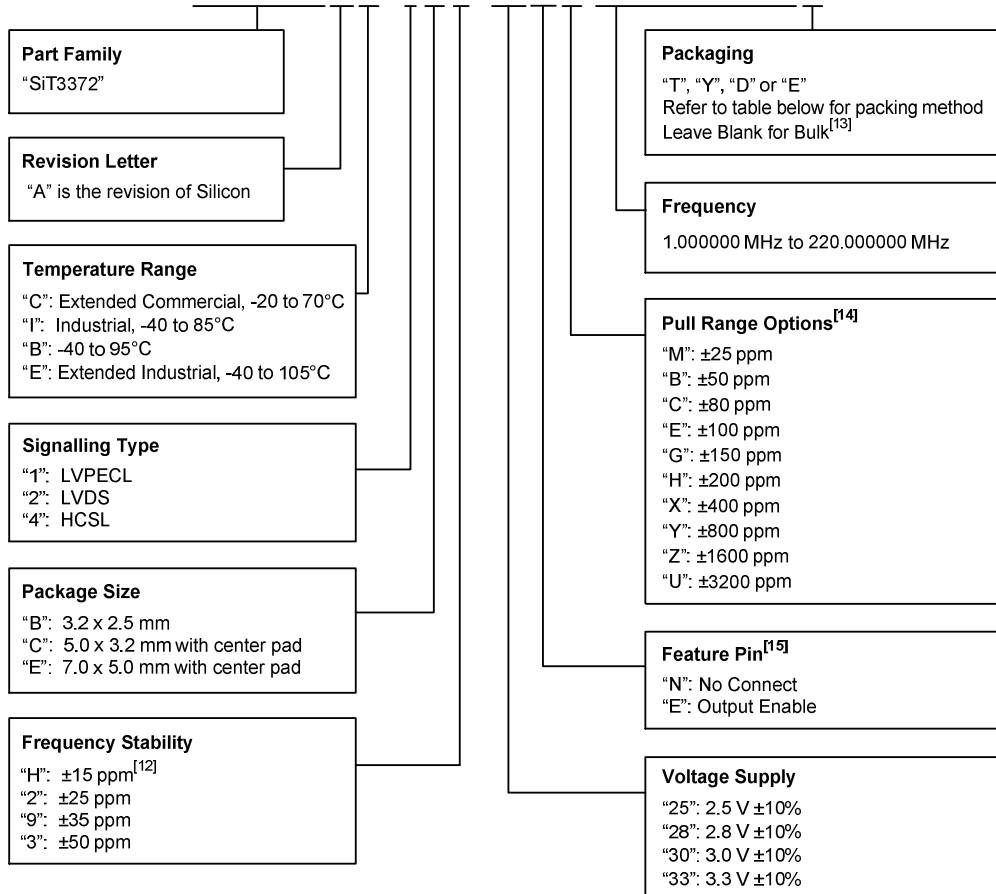 Part Family
“SiT3372”
Revision Letter
“A” is the revision of Silicon
Temperature Range
“C”: Extended Commercial, -20 to 70°C
“I”: Industrial, -40 to 85°C
“B”: -40 to 95°C
“E”: Extended Industrial, -40 to 105°C
Signalling Type
“1”: LVPECL
“2”: LVDS
“4”: HCSL
Package Size
“B”: 3.2 x 2.5 mm
“C”: 5.0 x 3.2 mm with center pad
“E”: 7.0 x 5.0 mm with center pad
Frequency Stability
“H”: ±15 ppm[12]
“2”: ±25 ppm
“9”: ±35 ppm
“3”: ±50 ppm
Packaging
“T”, “Y”, “D” or “E”
Refer to table below for packing method
Leave Blank for Bulk[13]
Frequency
1.000000 MHz to 220.000000 MHz
Pull Range Options[14]
“M”: ±25 ppm
“B”: ±50 ppm
“C”: ±80 ppm
“E”: ±100 ppm
“G”: ±150 ppm
“H”: ±200 ppm
“X”: ±400 ppm
“Y”: ±800 ppm
“Z”: ±1600 ppm
“U”: ±3200 ppm
Feature Pin[15]
“N”: No Connect
“E”: Output Enable
Voltage Supply
“25”: 2.5 V ±10%
“28”: 2.8 V ±10%
“30”: 3.0 V ±10%
“33”: 3.3 V ±10%